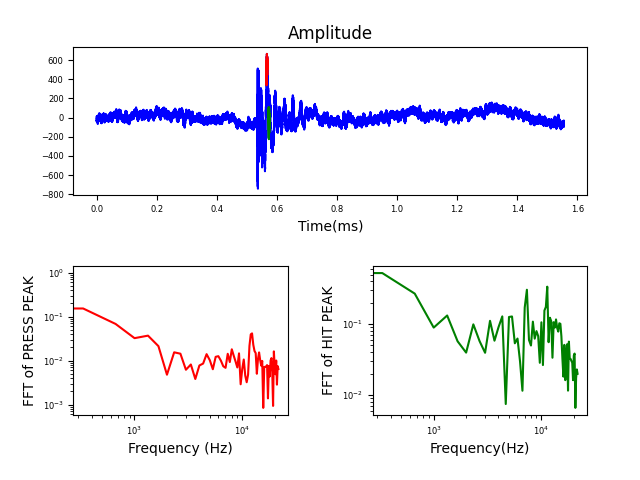 Amplitude
600
400
200
0
−200
−400
−600
−800
0.0 0.2 0.4 0.6 0.8 1.0 1.2 1.4 1.6
Time(ms)
FFT of PRESS PEAK
10⁰
10⁻¹
10⁻²
10⁻³
10³ 10⁴
Frequency (Hz)
FFT of HIT PEAK
10⁻¹
10⁻²
10³ 10⁴
Frequency(Hz)